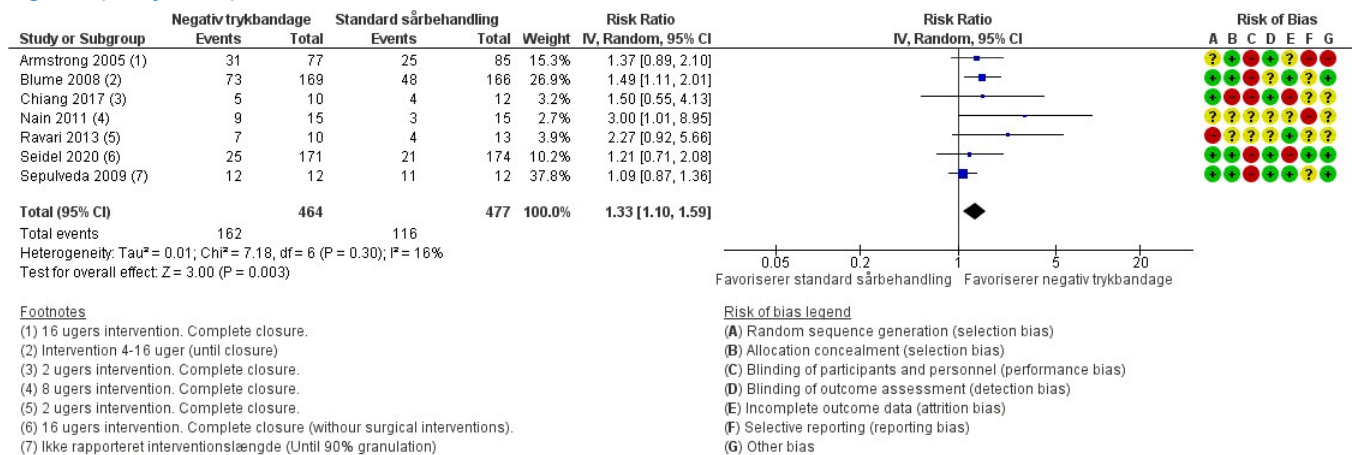 Negativ trykbandage Standard sårbehandling Risk Ratio Risk Ratio Risk of Bias
Study or Subgroup Events Total Events Total Weight IV, Random, 95% CI IV, Random, 95% CI A B C D E F G
Armstrong 2005 (1) 31 77 25 85 15.3% 1.37 [0.89, 2.10] ? + - + ? - -
Blume 2008 (2) 73 169 48 166 26.9% 1.49 [1.11, 2.01] + + - ? + ? +
Chiang 2017 (3) 5 10 4 12 3.2% 1.50 [0.55, 4.13] + - - + - ? ?
Nain 2011 (4) 9 15 3 15 2.7% 3.00 [1.01, 8.95] ? ? ? ? ? - ?
Ravari 2013 (5) 7 10 4 13 2.2% 2.27 [0.92, 5.66] - ? ? ? + ? ?
Seidel 2020 (6) 25 171 21 174 10.2% 1.21 [0.71, 2.08] + + - + - + +
Sepulveda 2009 (7) 12 12 11 12 37.8% 1.09 [0.87, 1.36] + + - + + ? +
Total (95% CI) 464 477 100.0% 1.33 [1.10, 1.59]
Total events 162 116
Heterogeneity: Tau² = 0.01; Chi² = 7.18, df = 6 (P = 0.30); I² = 16%
Test for overall effect: Z = 3.00 (P = 0.003)
0.05 0.2 1 5 20
Favoriserer standard sårbehandling Favoriserer negativ trykbandage
Footnotes
(1) 16 ugers intervention. Complete closure.
(2) Intervention 4-16 uger (until closure)
(3) 2 ugers intervention. Complete closure.
(4) 8 ugers intervention. Complete closure.
(5) 2 ugers intervention. Complete closure.
(6) 16 ugers intervention. Complete closure (withour surgical interventions).
(7) Ikke rapporteret interventionslængde (Until 90% granulation)
Risk of bias legend
(A) Random sequence generation (selection bias)
(B) Allocation concealment (selection bias)
(C) Blinding of participants and personnel (performance bias)
(D) Blinding of outcome assessment (detection bias)
(E) Incomplete outcome data (attrition bias)
(F) Selective reporting (reporting bias)
(G) Other bias